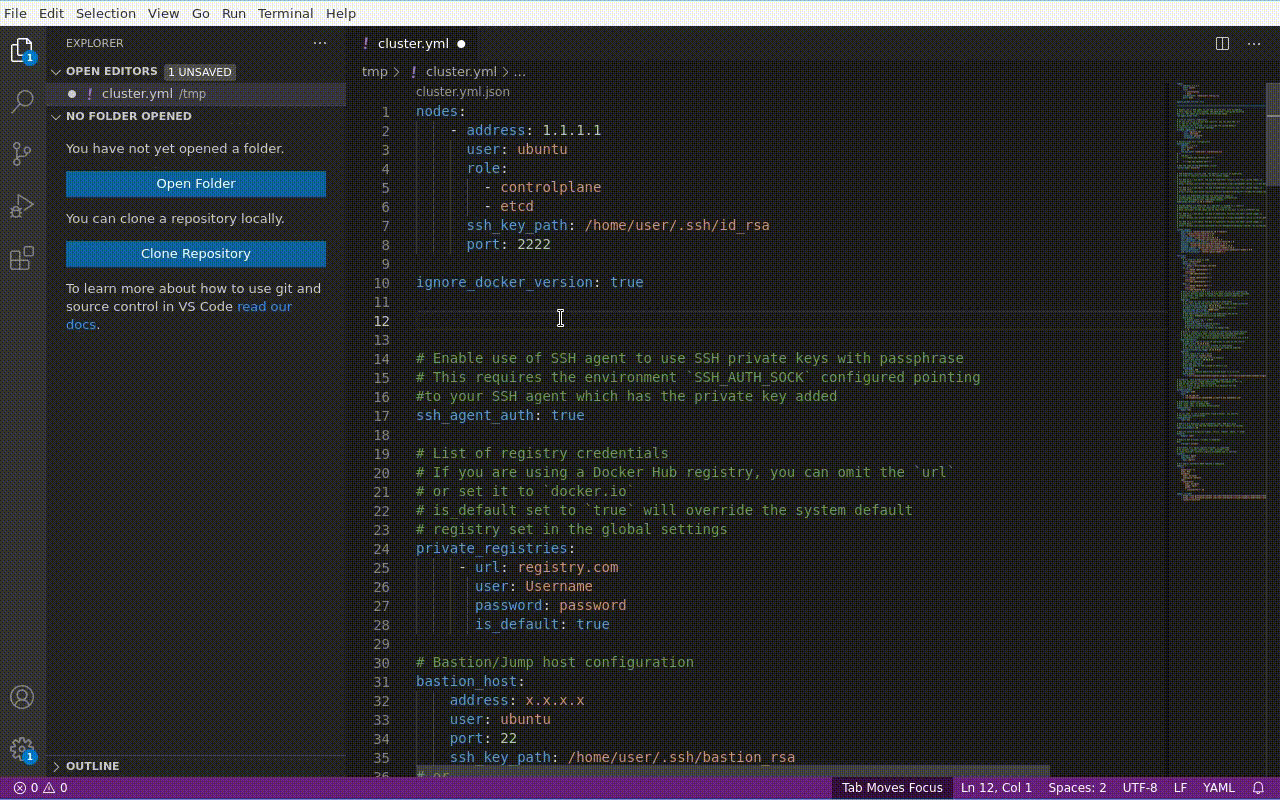 File Edit Selection View Go Run Terminal Help
EXPLORER
OPEN EDITORS 1 UNSAVED
cluster.yml /tmp
NO FOLDER OPENED
You have not yet opened a folder.
Open Folder
You can clone a repository locally.
Clone Repository
To learn more about how to use git and
source control in VS Code read our
docs.
OUTLINE
1
1
cluster.yml
tmp > ! cluster.yml > ...
cluster.yml.json
1 nodes:
2 - address: 1.1.1.1
3 user: ubuntu
4 role:
5 - controlplane
6 - etcd
7 ssh_key_path: /home/user/.ssh/id_rsa
8 port: 2222
9
10 ignore_docker_version: true
11
12
13
14 # Enable use of SSH agent to use SSH private keys with passphrase
15 # This requires the environment `SSH_AUTH_SOCK` configured pointing
16 #to your SSH agent which has the private key added
17 ssh_agent_auth: true
18
19 # List of registry credentials
20 # If you are using a Docker Hub registry, you can omit the `url`
21 # or set it to `docker.io`
22 # is_default set to `true` will override the system default
23 # registry set in the global settings
24 private_registries:
25 - url: registry.com
26 user: Username
27 password: password
28 is_default: true
29
30 # Bastion/Jump host configuration
31 bastion_host:
32 address: x.x.x.x
33 user: ubuntu
34 port: 22
35 ssh_key_path: /home/user/.ssh/bastion_rsa
36 # or
0 0 Tab Moves Focus Ln 12, Col 1 Spaces: 2 UTF-8 LF YAML